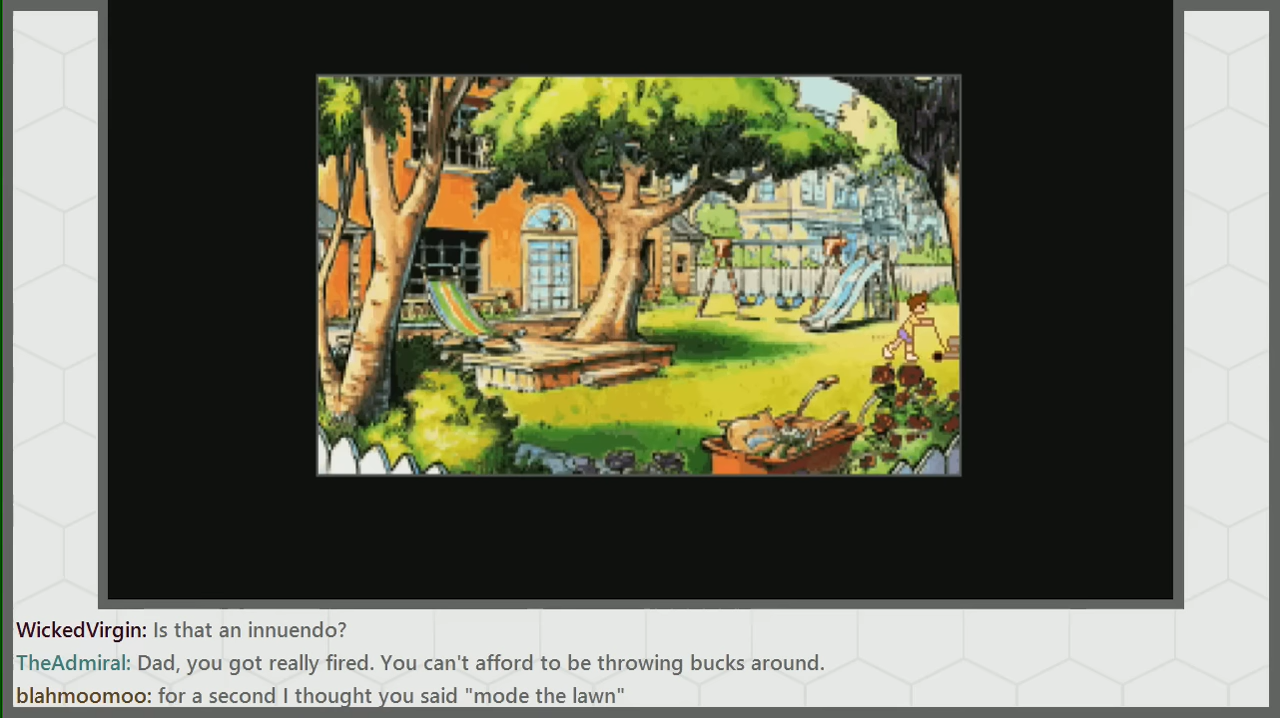 WickedVirgin: Is that an innuendo?
TheAdmiral: Dad, you got really fired. You can't afford to be throwing bucks around.
blahmoomoo: for a second I thought you said "mode the lawn"